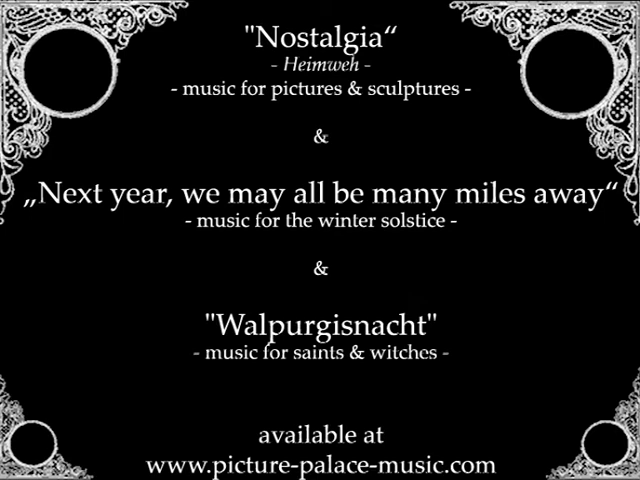 "Nostalgia“
- Heimweh -
- music for pictures & sculptures -
&
„Next year, we may all be many miles away“
- music for the winter solstice -
&
"Walpurgisnacht"
- music for saints & witches -
available at
www.picture-palace-music.com